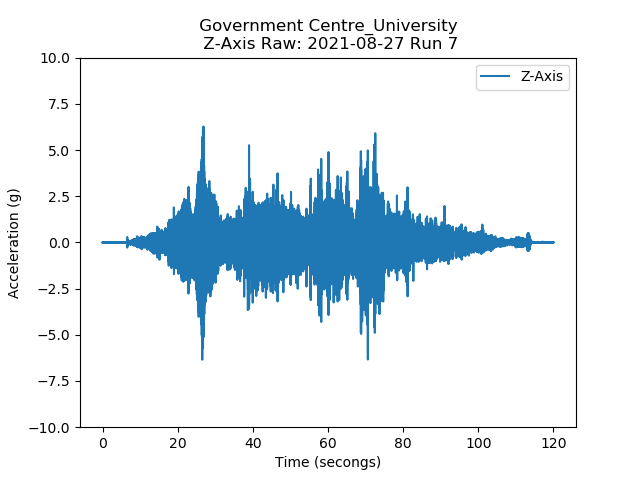 Government Centre_University
Z-Axis Raw: 2021-08-27 Run 7
Z-Axis
Acceleration (g)
10.0
7.5
5.0
2.5
0.0
−2.5
−5.0
−7.5
−10.0
0 20 40 60 80 100 120
Time (secongs)